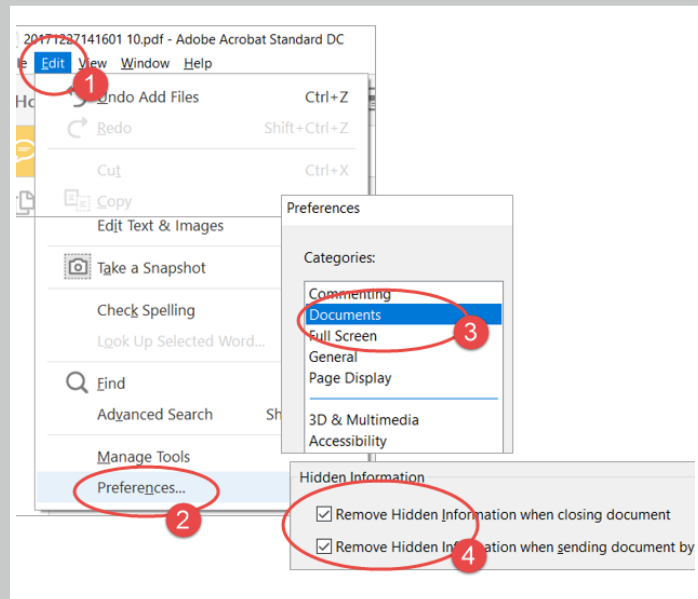 20171227141601 10.pdf - Adobe Acrobat Standard DC
Edit View Window Help
1
Undo Add Files Ctrl+Z
Redo Shift+Ctrl+Z
Cut Ctrl+X
Copy
Edit Text & Images
Take a Snapshot
Check Spelling
Look Up Selected Word...
Find
Advanced Search
Manage Tools
Preferences...
2
Preferences
Categories:
Commenting
Documents
3
Full Screen
General
Page Display
3D & Multimedia
Accessibility
Hidden Information
Remove Hidden Information when closing document
Remove Hidden Information when sending document by
4